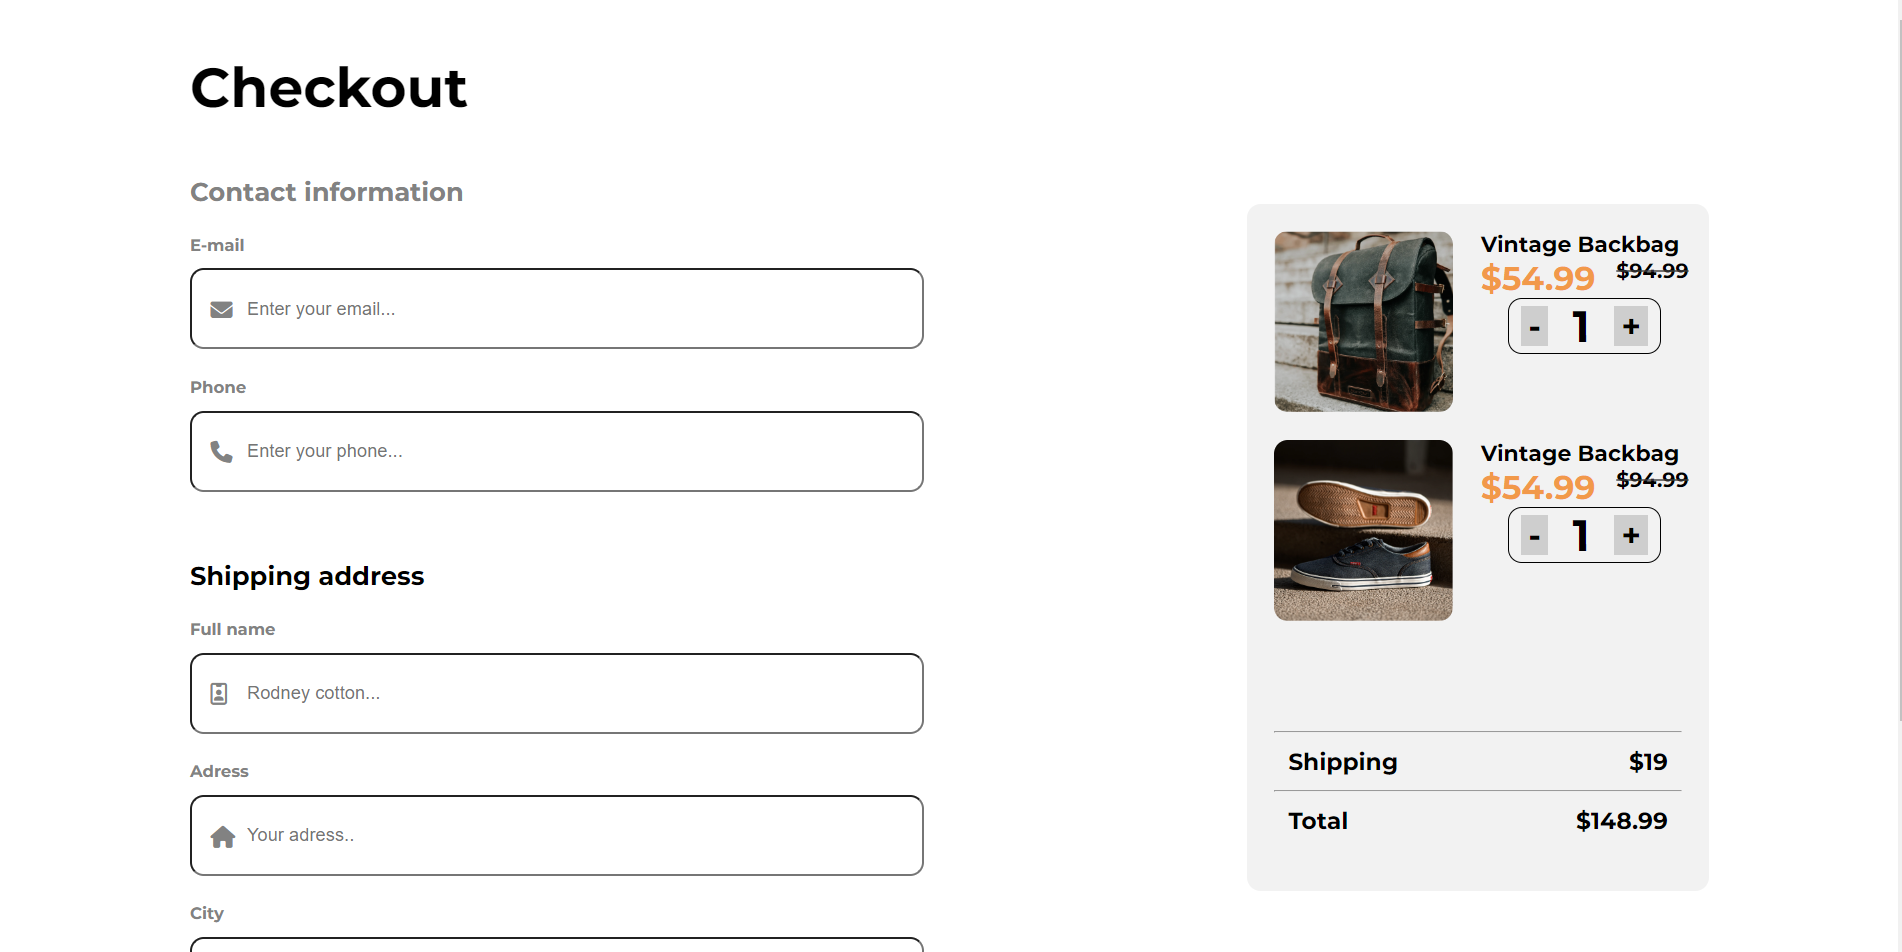 Checkout
Contact information
E-mail
Enter your email...
Phone
Enter your phone...
Shipping address
Full name
Rodney cotton...
Adress
Your adress..
City
Vintage Backbag
$54.99 $94.99
- 1 +
Vintage Backbag
$54.99 $94.99
- 1 +
Shipping $19
Total $148.99